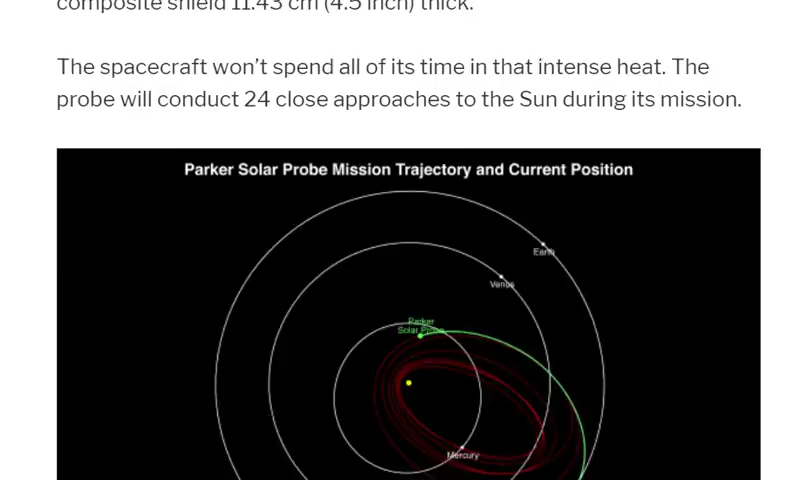 composite shield 11.43 cm (4.5 inch) thick.
The spacecraft won’t spend all of its time in that intense heat. The
probe will conduct 24 close approaches to the Sun during its mission.
Parker Solar Probe Mission Trajectory and Current Position
Earth
Venus
Parker
Solar Probe
Mercury